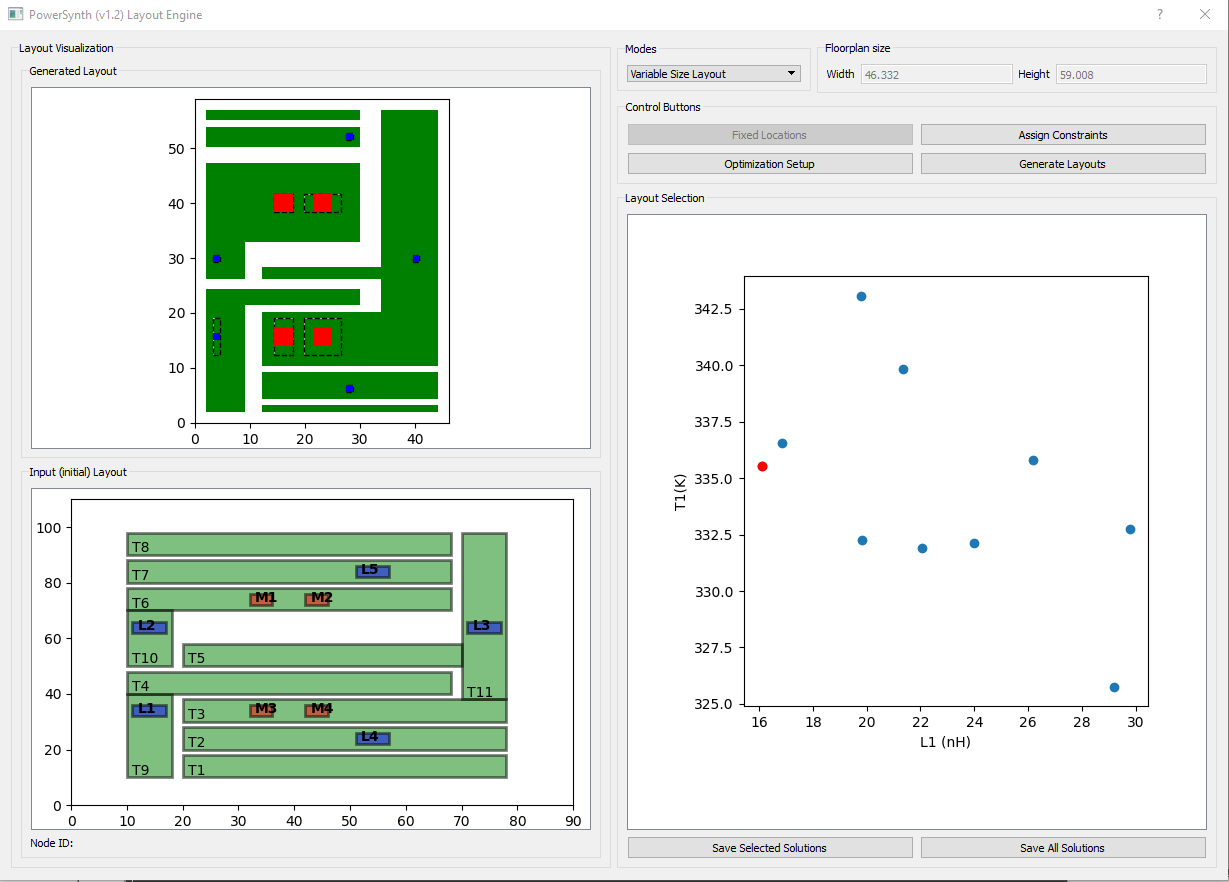 PowerSynth (v1.2) Layout Engine
?
Layout Visualization
Generated Layout
50
40
30
20
10
0
0 10 20 30 40
Input (initial) Layout
100
80
60
40
20
0
T8
T7
L5
T6
M1
M2
L2
L3
T10
T5
T4
T11
L1
T3
M3
M4
T2
L4
T9
T1
0 10 20 30 40 50 60 70 80 90
Node ID:
Modes
Variable Size Layout
Floorplan size
Width 46.332 Height 59.008
Control Buttons
Fixed Locations
Assign Constraints
Optimization Setup
Generate Layouts
Layout Selection
T1(K)
342.5
340.0
337.5
335.0
332.5
330.0
327.5
325.0
16 18 20 22 24 26 28 30
L1 (nH)
Save Selected Solutions
Save All Solutions